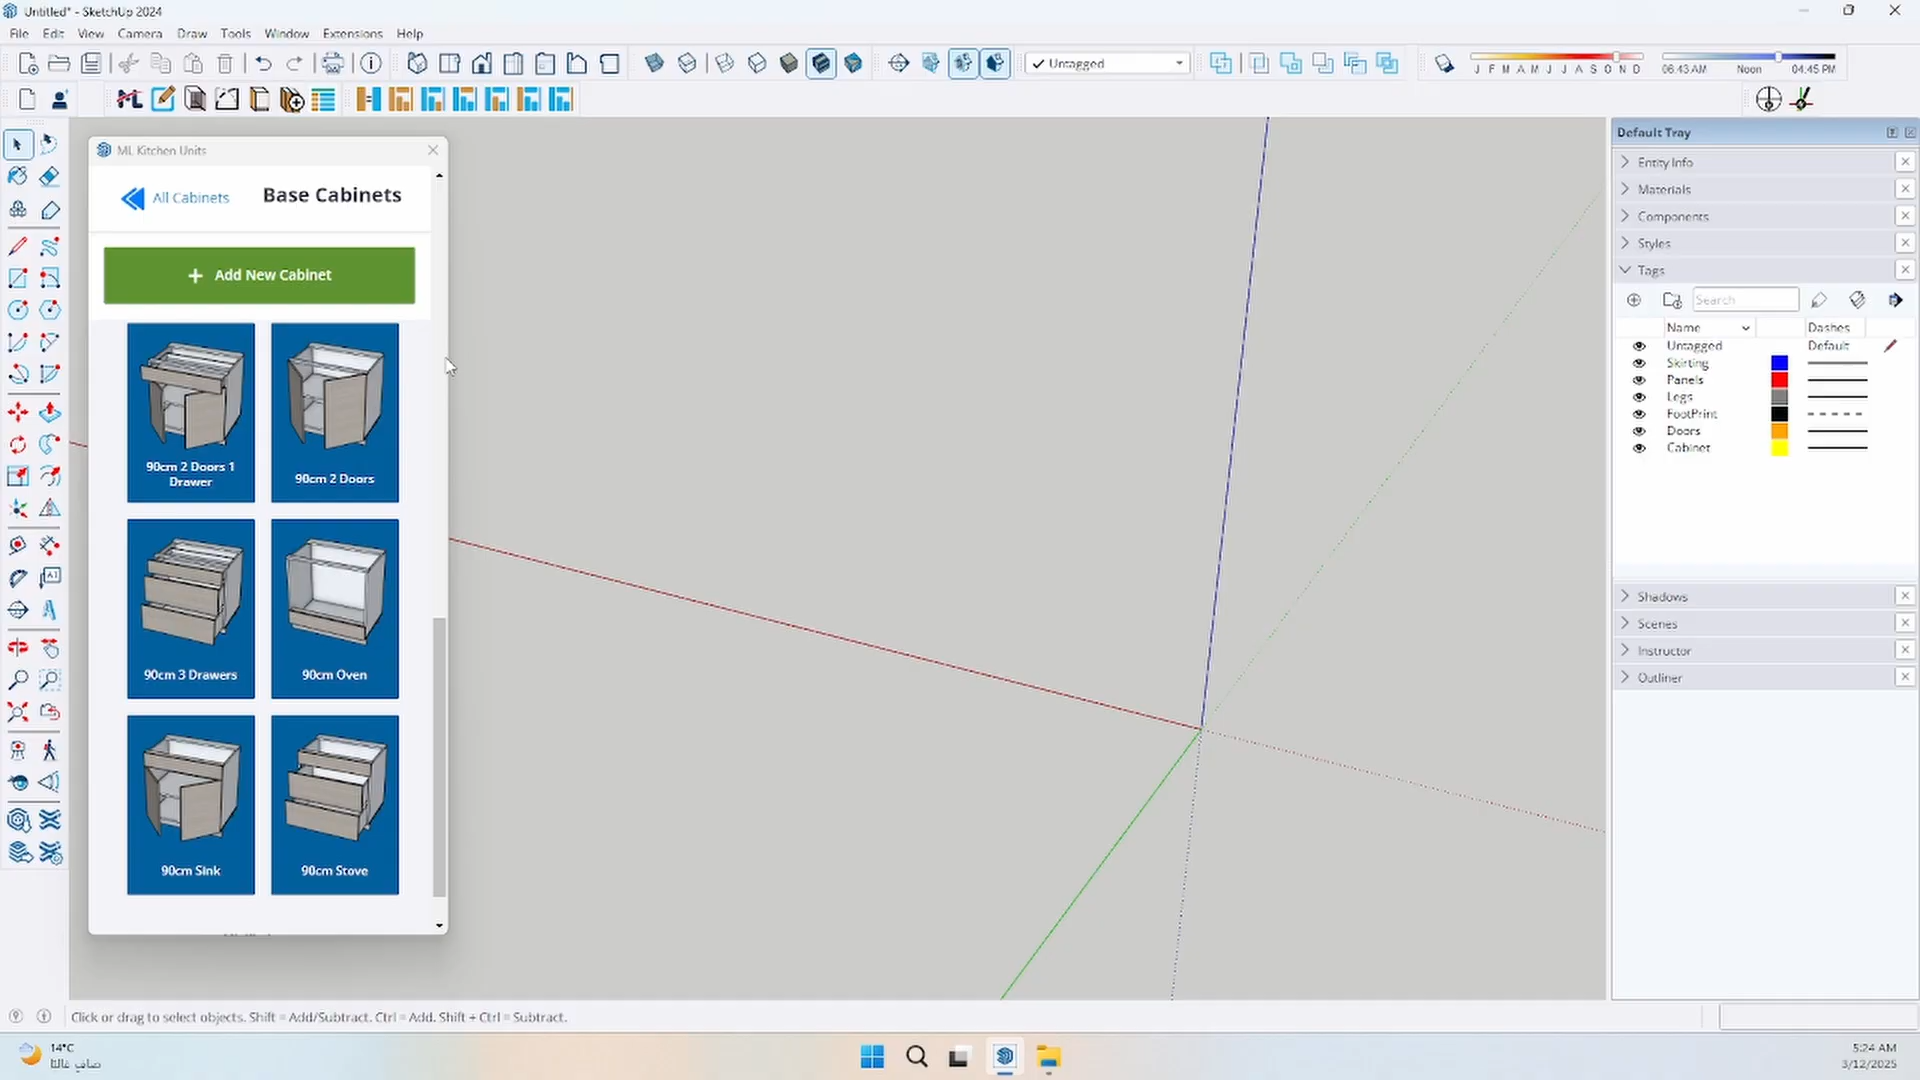 Untitled* - SketchUp 2024
File Edit View Camera Draw Tools Window Extensions Help
Untagged
J F M A M J J A S O N D
06:43 AM Noon 04:45 PM
ML Kitchen Units
All Cabinets
Base Cabinets
+ Add New Cabinet
90cm 2 Doors 1
Drawer
90cm 2 Doors
90cm 3 Drawers
90cm Oven
90cm Sink
90cm Stove
Default Tray
Entity Info
Materials
Components
Styles
Tags
Search
Name Dashes
Untagged Default
Skirting
Panels
Legs
FootPrint
Doors
Cabinet
Shadows
Scenes
Instructor
Outliner
Click or drag to select objects. Shift = Add/Subtract. Ctrl = Add. Shift + Ctrl = Subtract.
14°C
صافٍ غالبًا
5:24 AM
3/12/2025